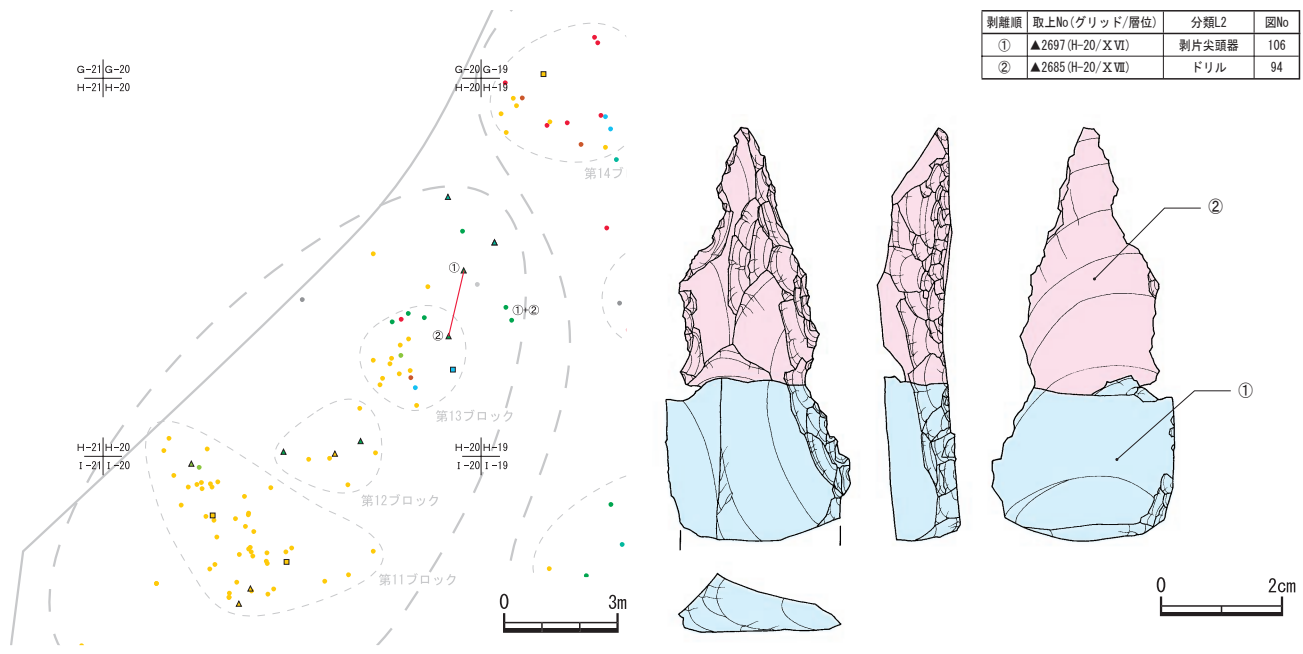 剥離順 取上No(グリッド/層位) 分類L2 図No
① ▲2697(H-20/ⅩⅥ) 剥片尖頭器 106
② ▲2685(H-20/ⅩⅦ) ドリル 94
G-21 G-20
H-21 H-20
G-20 G-19
H-20 H-19
第14ブ
①
①+②
②
第13ブロック
H-21 H-20
I-21 I-20
H-20 H-19
I-20 I-19
第12ブロック
第11ブロック
0 3m
②
①
0 2cm